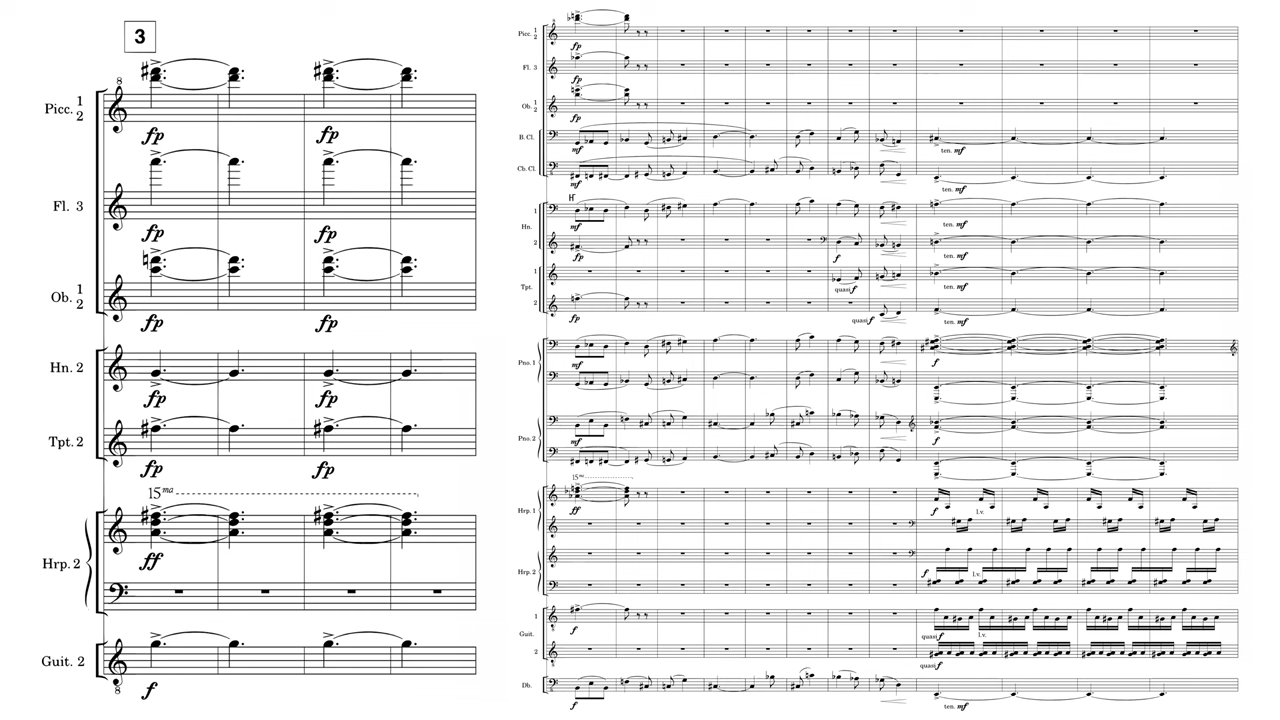 3
8
Picc. 1
2
fp fp
Fl. 3
fp fp
Ob. 1
2
fp fp
Hn. 2
fp fp
Tpt. 2
fp fp
15ma
ff
Hrp. 2
Guit. 2
8
f
Picc. 1
2
fp
Fl. 3
fp
Ob. 1
2
fp
B. Cl.
mf ten. mf
Cb. Cl.
mf ten. mf
1
mf ten. mf
Hn.
2
fp f ten. mf
1
quasi f ten. mf
Tpt.
2
fp quasi f ten. mf
Pno. 1
mf f
Pno. 2
mf f
15ma
Hrp. 1
ff f l.v.
Hrp. 2
f l.v.
1
f quasi f l.v.
Guit.
2
quasi f
Db.
f ten. mf